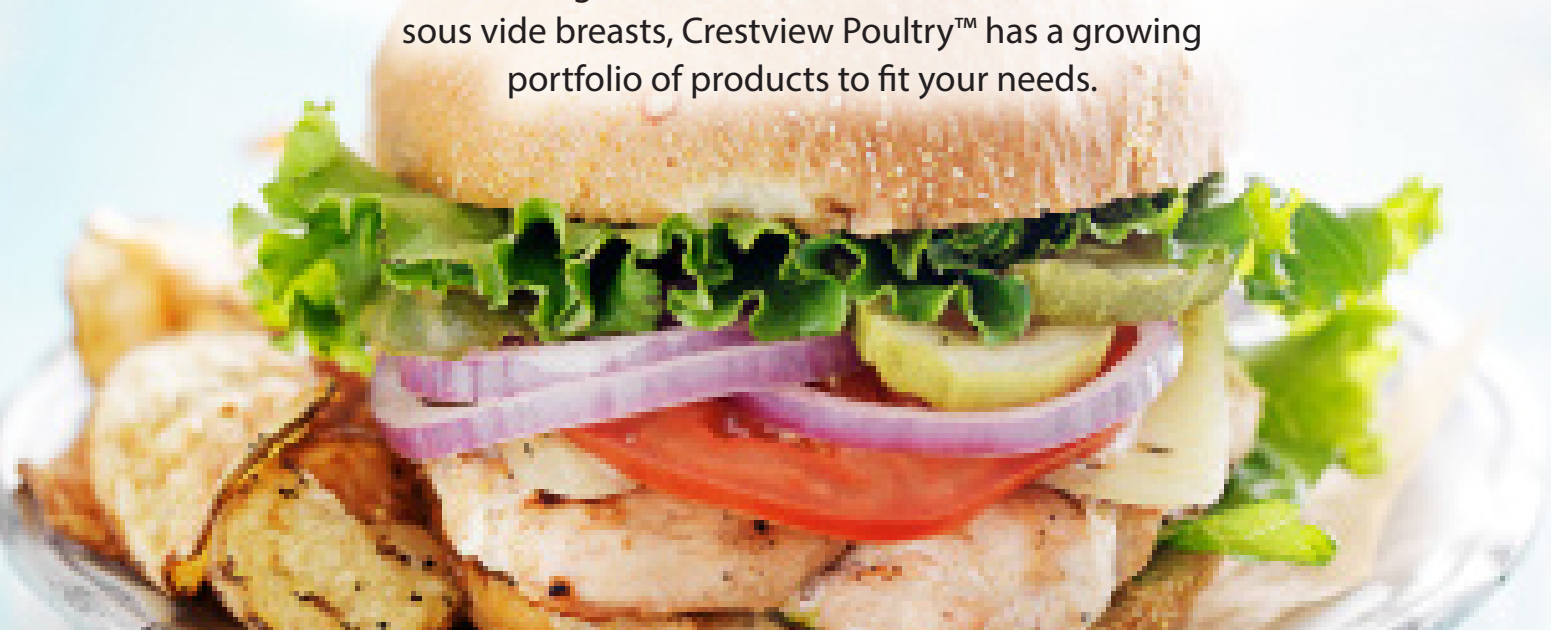 sous vide breasts, Crestview Poultry™ has a growing
portfolio of products to fit your needs.